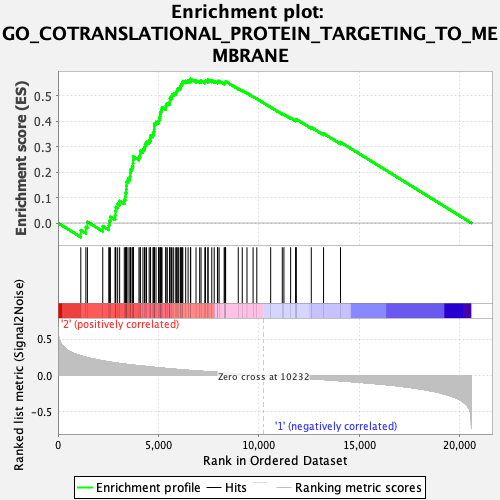 Enrichment plot:
GO_COTRANSLATIONAL_PROTEIN_TARGETING_TO_ME
MBRANE
Enrichment score (ES)
0.5
0.4
0.3
0.2
0.1
0.0
Ranked list metric (Signal2Noise)
'2' (positively correlated)
0.5
0.0
-0.5
Zero cross at 10232
'1' (negatively correlated)
0
5,000
10,000
15,000
20,000
Rank in Ordered Dataset
Enrichment profile
Hits
Ranking metric scores